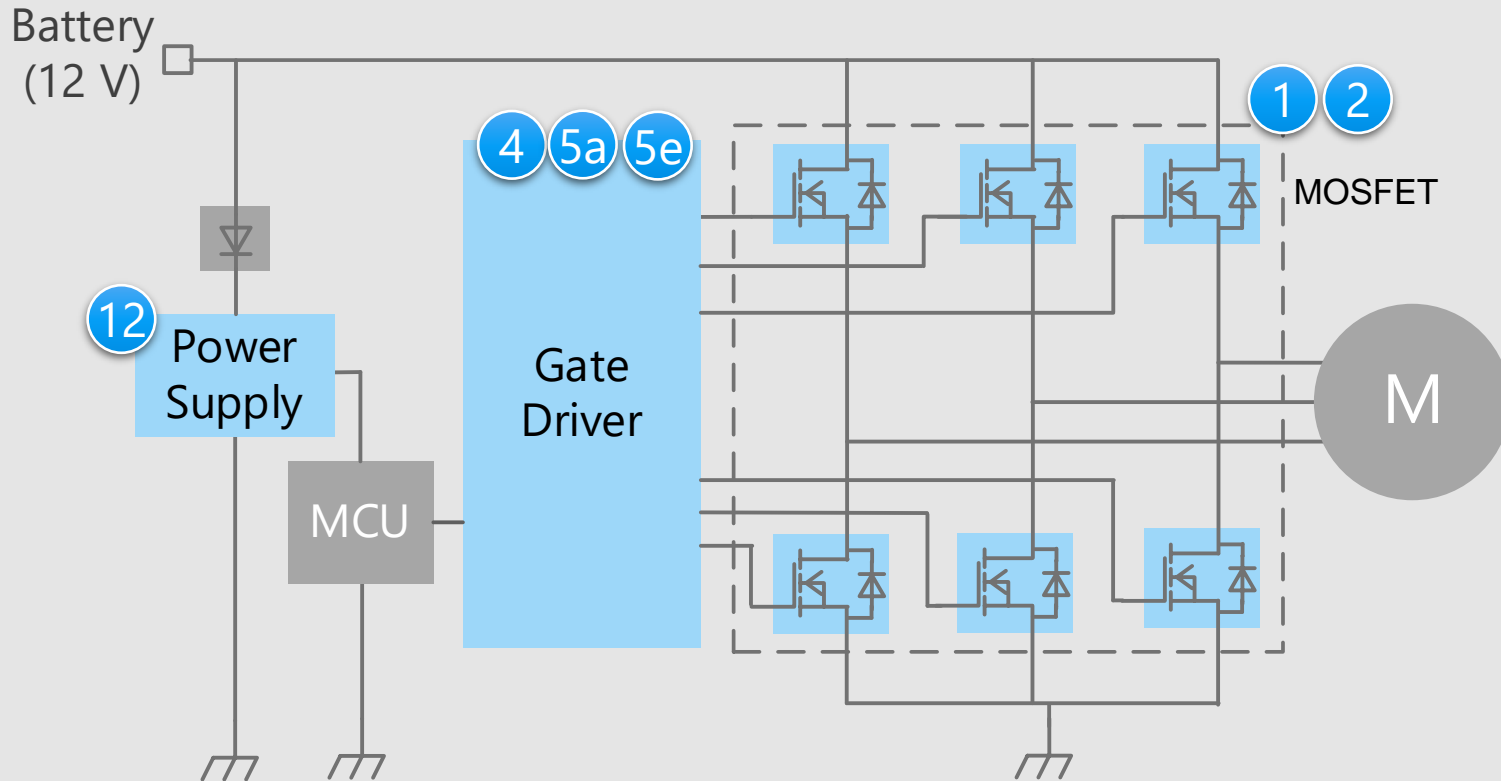 Battery
(12 V)
1 2
4 5a 5e
MOSFET
12
Power
Supply
Gate
Driver
M
MCU